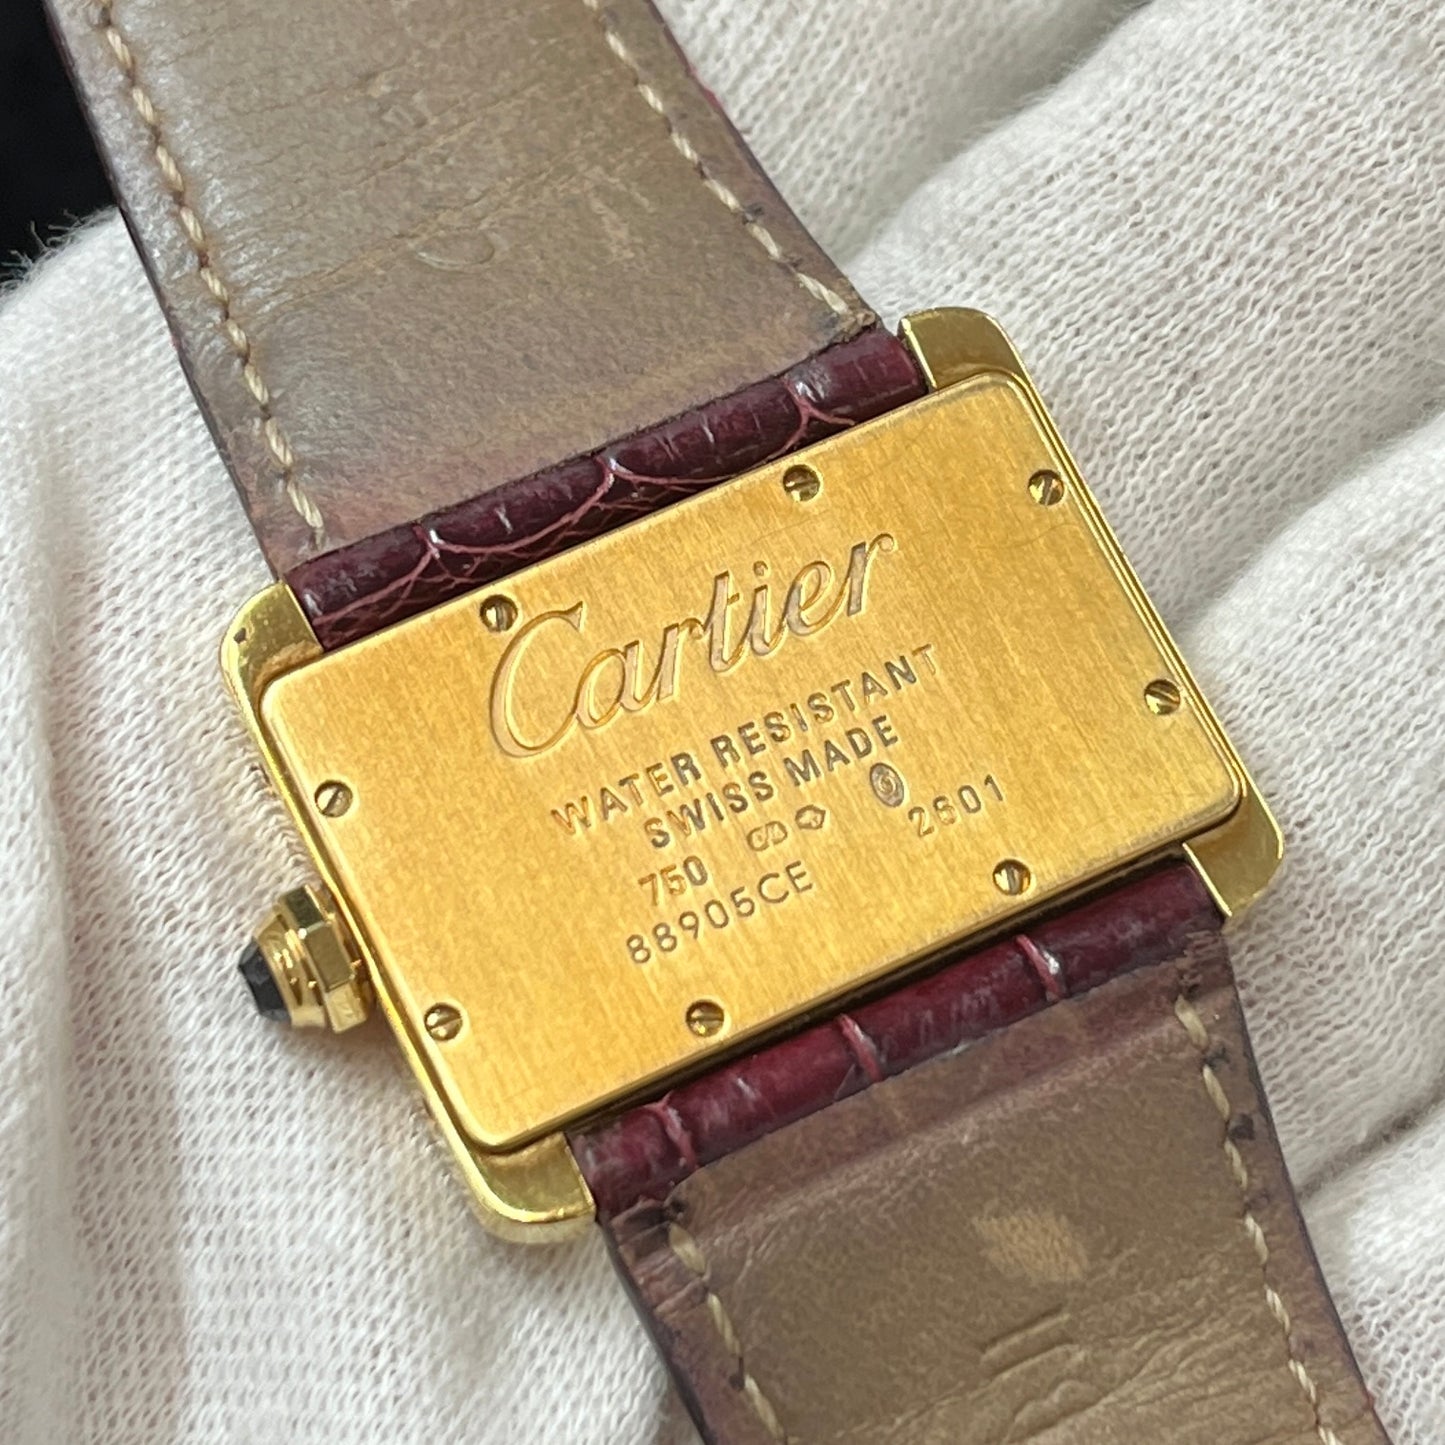 Cartier
WATER RESISTANT
SWISS MADE
750 2601
88905CE